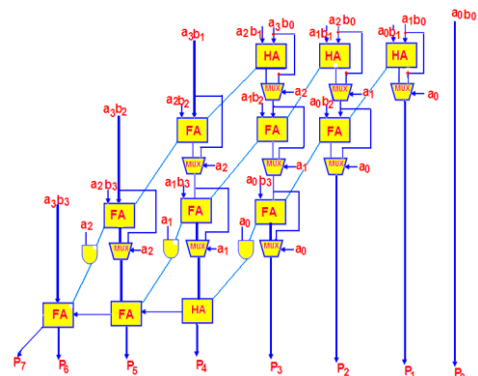 a₃b₁ a₂b₁ a₃b₀ a₁b₁ a₂b₀ a₀b₁ a₁b₀ a₀b₀
HA HA HA
MUX a₂ MUX a₁ MUX a₀
a₃b₂ a₂b₂ a₁b₂ a₀b₂
FA FA FA
MUX a₂ MUX a₁ MUX a₀
a₃b₃ a₂b₃ a₁b₃ a₀b₃
FA FA FA
a₂ MUX a₂ a₁ MUX a₁ a₀ MUX a₀
FA FA HA
P₇ P₆ P₅ P₄ P₃ P₂ P₁ P₀